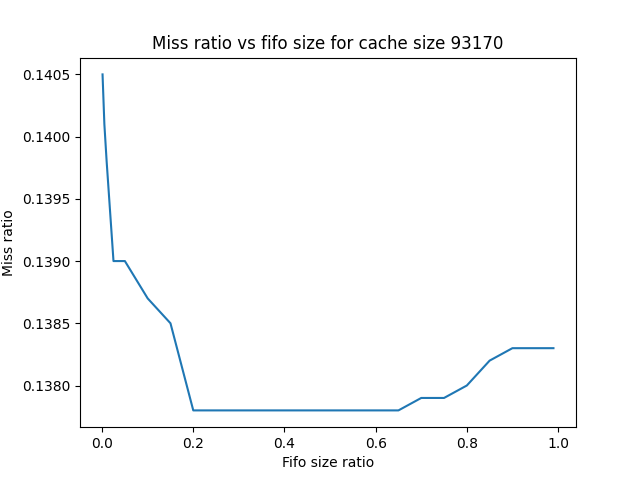 Miss ratio vs fifo size for cache size 93170
0.1405
0.1400
0.1395
0.1390
0.1385
0.1380
Miss ratio
0.0 0.2 0.4 0.6 0.8 1.0
Fifo size ratio